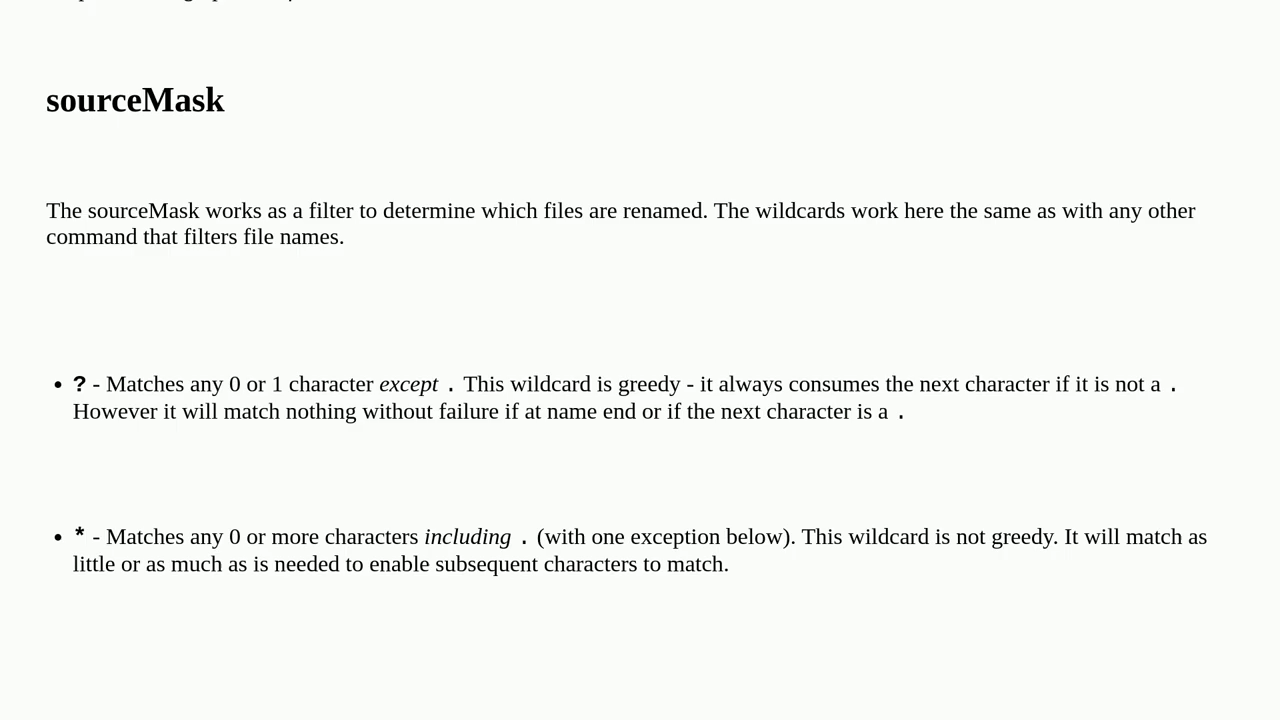 sourceMask
The sourceMask works as a filter to determine which files are renamed. The wildcards work here the same as with any other
command that filters file names.
• ? - Matches any 0 or 1 character except . This wildcard is greedy - it always consumes the next character if it is not a .
However it will match nothing without failure if at name end or if the next character is a .
• * - Matches any 0 or more characters including . (with one exception below). This wildcard is not greedy. It will match as
little or as much as is needed to enable subsequent characters to match.